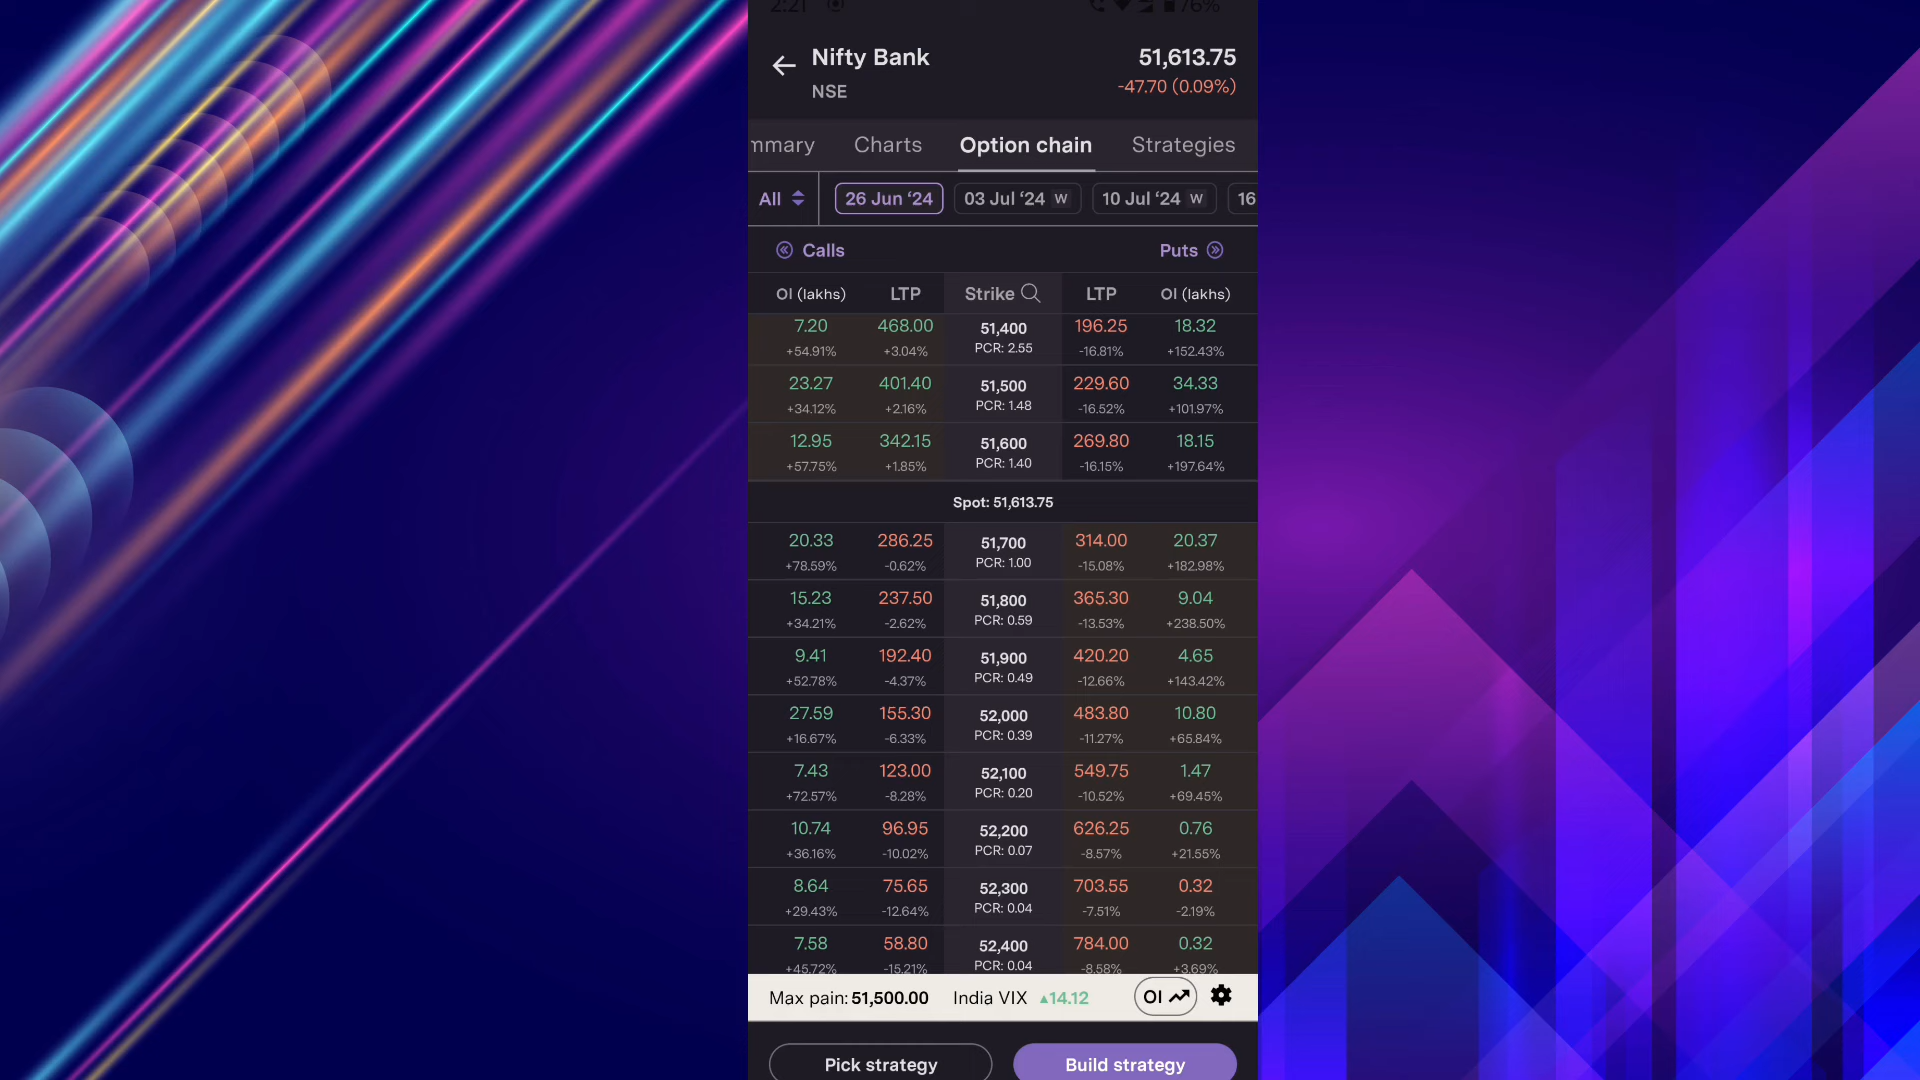 2:21 76%
Nifty Bank 51,613.75
NSE -47.70 (0.09%)
mmary Charts Option chain Strategies
All 26 Jun ‘24 03 Jul ‘24 W 10 Jul ‘24 W 16
Calls Puts
OI (lakhs) LTP Strike LTP OI (lakhs)
7.20 468.00 51,400 196.25 18.32
+54.91% +3.04% PCR: 2.55 -16.81% +152.43%
23.27 401.40 51,500 229.60 34.33
+34.12% +2.16% PCR: 1.48 -16.52% +101.97%
12.95 342.15 51,600 269.80 18.15
+57.75% +1.85% PCR: 1.40 -16.15% +197.64%
Spot: 51,613.75
20.33 286.25 51,700 314.00 20.37
+78.59% -0.62% PCR: 1.00 -15.08% +182.98%
15.23 237.50 51,800 365.30 9.04
+34.21% -2.62% PCR: 0.59 -13.53% +238.50%
9.41 192.40 51,900 420.20 4.65
+52.78% -4.37% PCR: 0.49 -12.66% +143.42%
27.59 155.30 52,000 483.80 10.80
+16.67% -6.33% PCR: 0.39 -11.27% +65.84%
7.43 123.00 52,100 549.75 1.47
+72.57% -8.28% PCR: 0.20 -10.52% +69.45%
10.74 96.95 52,200 626.25 0.76
+36.16% -10.02% PCR: 0.07 -8.57% +21.55%
8.64 75.65 52,300 703.55 0.32
+29.43% -12.64% PCR: 0.04 -7.51% -2.19%
7.58 58.80 52,400 784.00 0.32
+45.72% -15.21% PCR: 0.04 -8.58% +3.69%
Max pain: 51,500.00 India VIX ▲14.12 OI
Pick strategy Build strategy